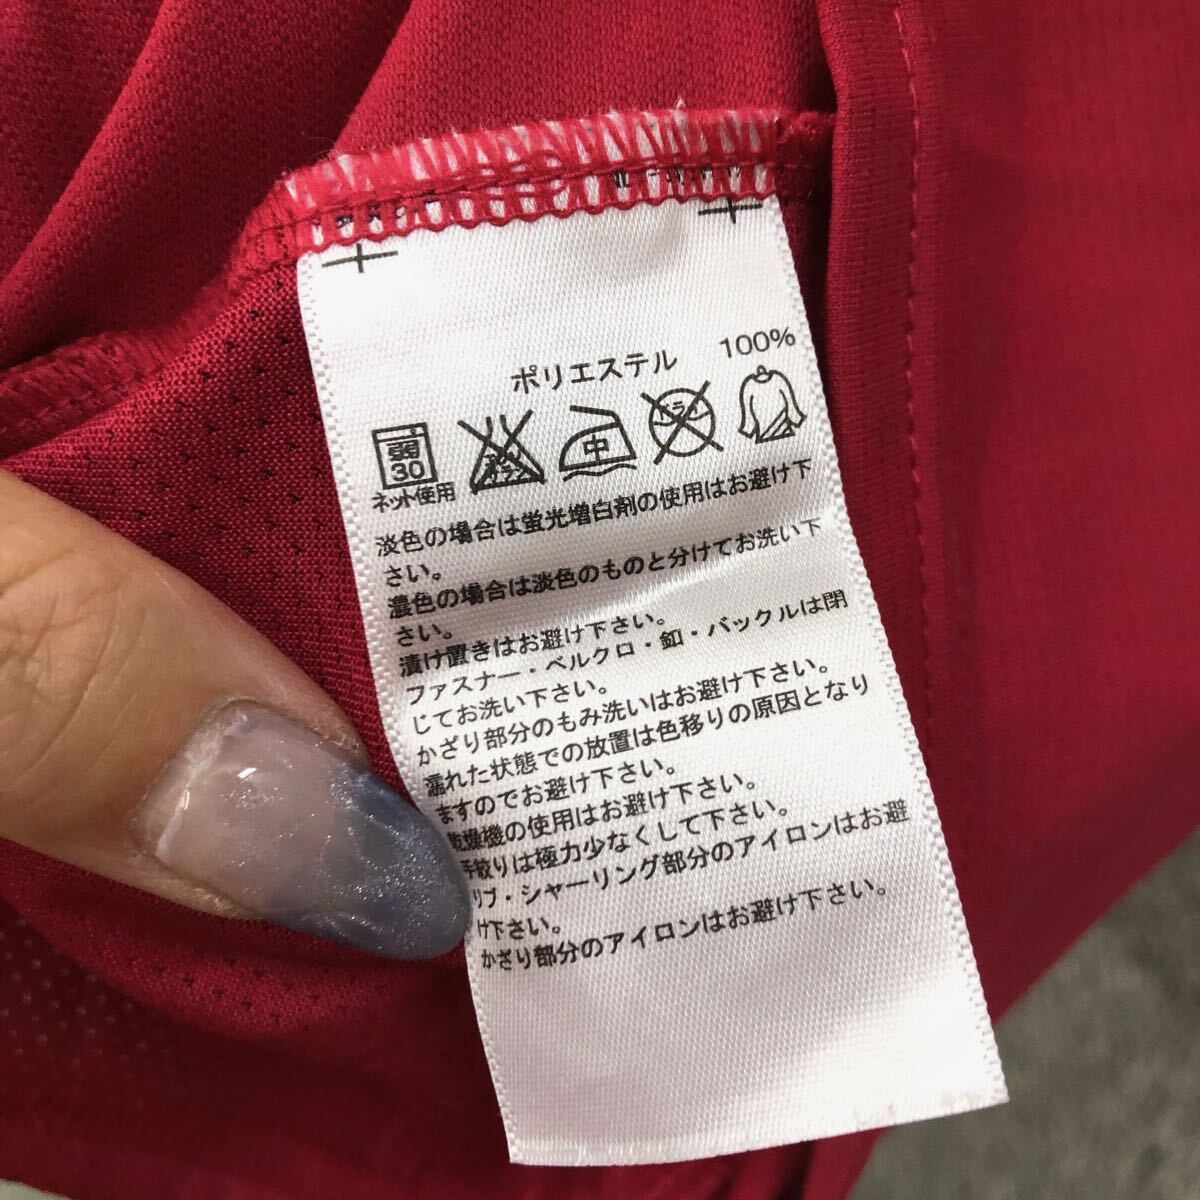 ポリエステル 100%
弱 30 中 ドライ
ネット使用
淡色の場合は蛍光増白剤の使用はお避け下
さい。
濃色の場合は淡色のものと分けてお洗い下
さい。
漬け置きはお避け下さい。
ファスナー・ベルクロ・釦・バックルは閉
じてお洗い下さい。
かざり部分のもみ洗いはお避け下さい。
濡れた状態での放置は色移りの原因となり
ますのでお避け下さい。
乾燥機の使用はお避け下さい。
手絞りは極力少なくして下さい。
リブ・シャーリング部分のアイロンはお避
け下さい。
かざり部分のアイロンはお避け下さい。